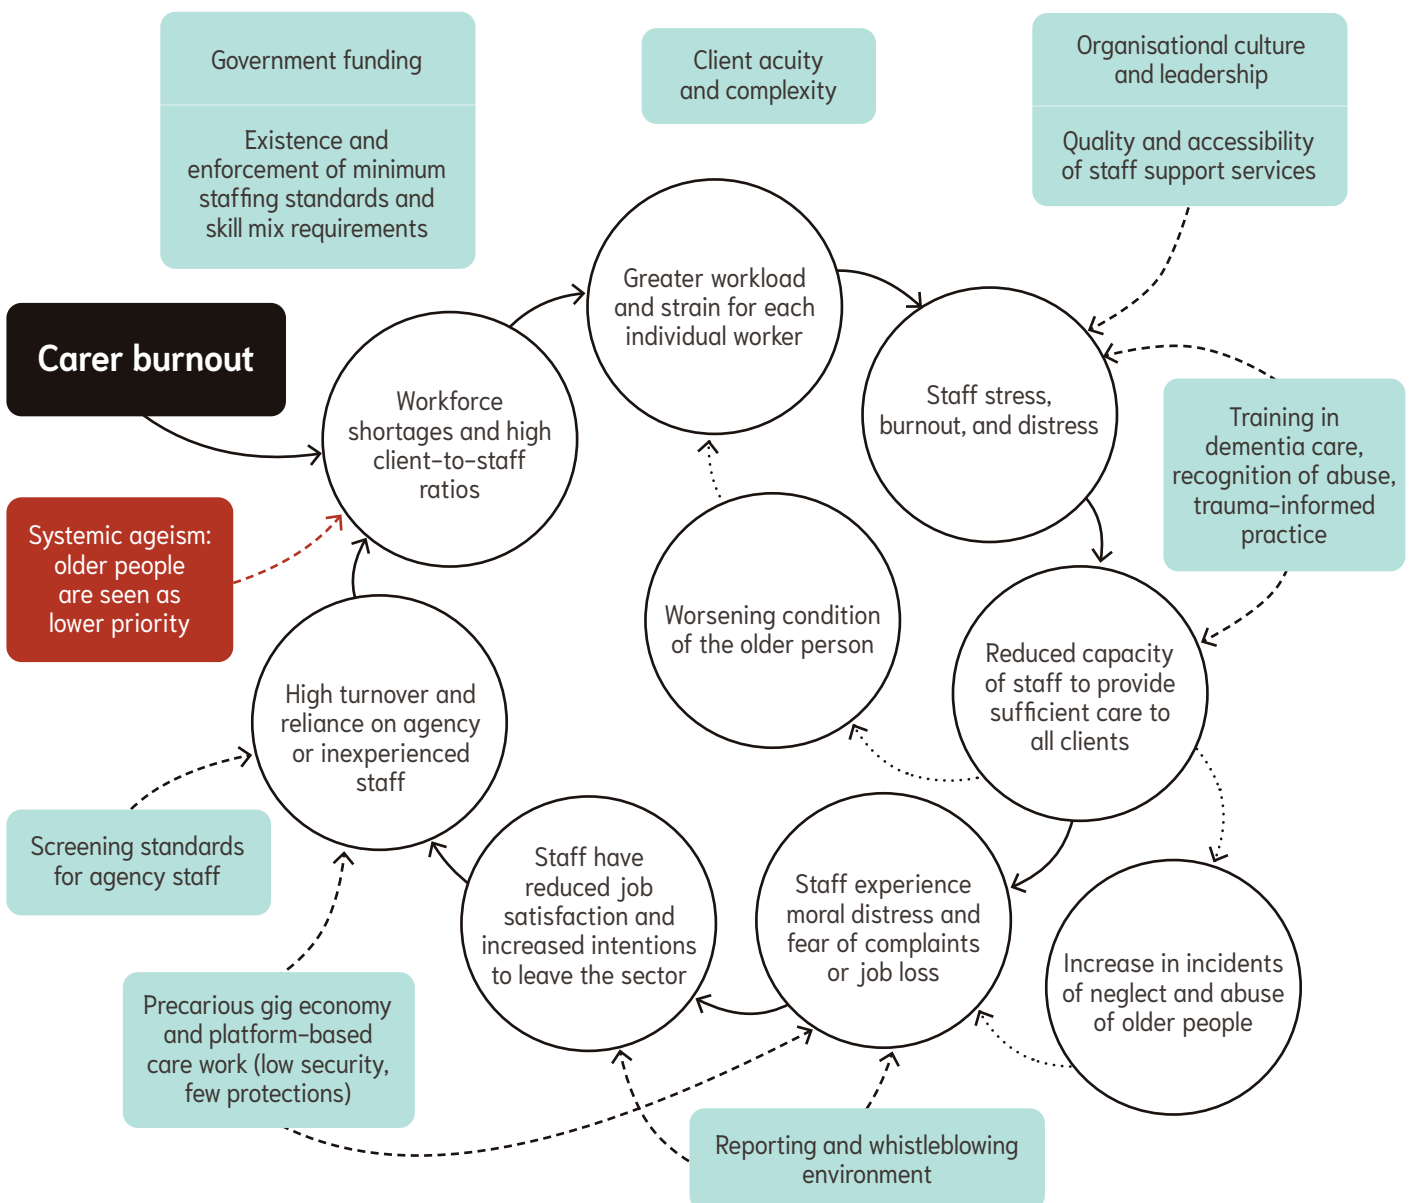 Government funding
Existence and
enforcement of minimum
staffing standards and
skill mix requirements
Client acuity
and complexity
Organisational culture
and leadership
Quality and accessibility
of staff support services
Carer burnout
Greater workload
and strain for each
individual worker
Staff stress,
burnout, and distress
Workforce
shortages and high
client-to-staff
ratios
Training in
dementia care,
recognition of abuse,
trauma-informed
practice
Systemic ageism:
older people
are seen as
lower priority
Worsening condition
of the older person
Reduced capacity
of staff to provide
sufficient care to
all clients
High turnover and
reliance on agency
or inexperienced
staff
Screening standards
for agency staff
Staff have
reduced job
satisfaction and
increased intentions
to leave the sector
Staff experience
moral distress and
fear of complaints
or job loss
Increase in incidents
of neglect and abuse
of older people
Precarious gig economy
and platform-based
care work (low security,
few protections)
Reporting and whistleblowing
environment